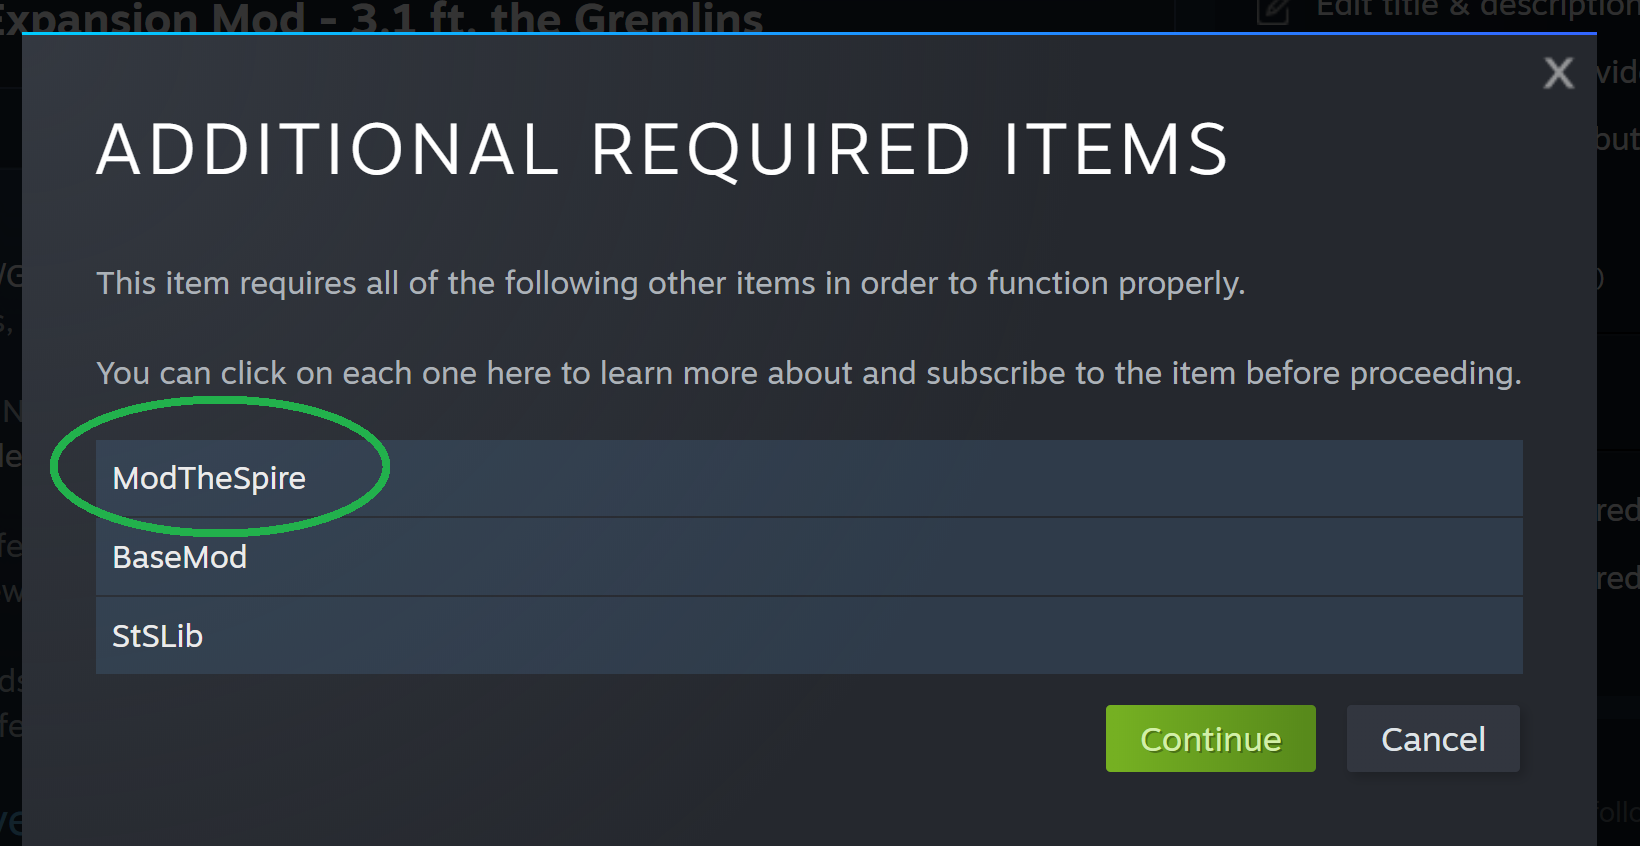 Expansion Mod - 3.1 ft. the Gremlins
Edit title & description
X
ADDITIONAL REQUIRED ITEMS
This item requires all of the following other items in order to function properly.
You can click on each one here to learn more about and subscribe to the item before proceeding.
ModTheSpire
BaseMod
StSLib
Continue
Cancel